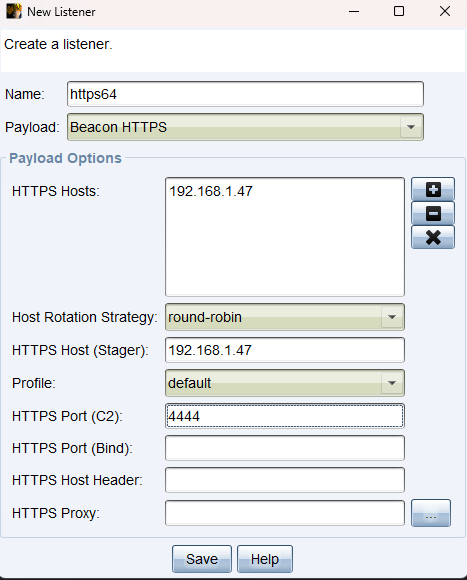 New Listener
Create a listener.
Name: https64
Payload: Beacon HTTPS
Payload Options
HTTPS Hosts: 192.168.1.47
Host Rotation Strategy: round-robin
HTTPS Host (Stager): 192.168.1.47
Profile: default
HTTPS Port (C2): 4444
HTTPS Port (Bind):
HTTPS Host Header:
HTTPS Proxy: ...
Save Help